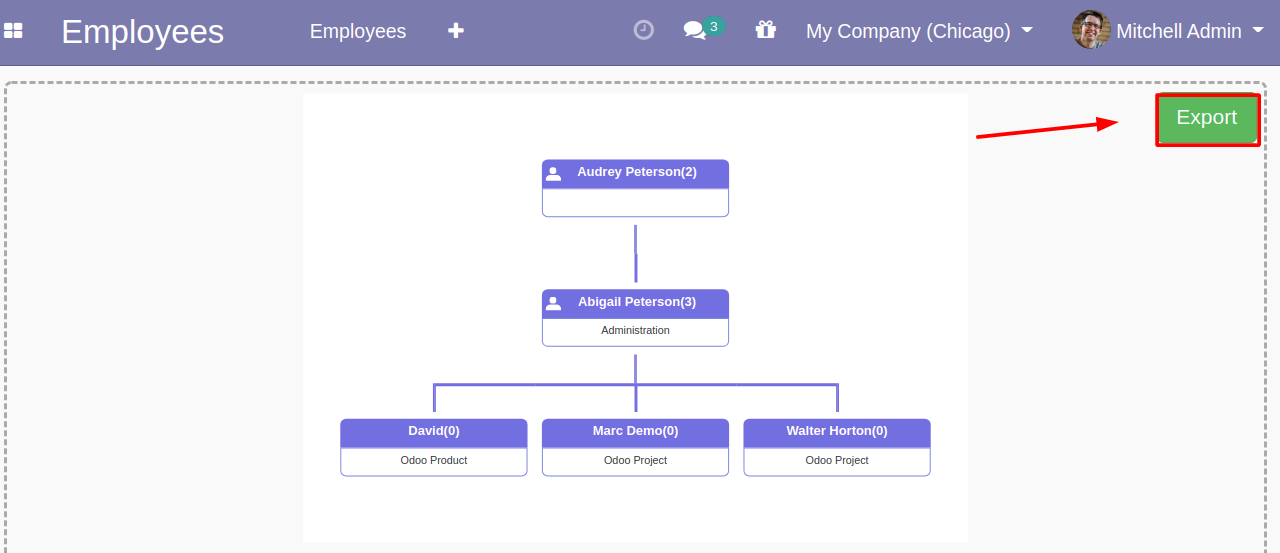 Employees
Employees
3
My Company (Chicago)
Mitchell Admin
Export
Audrey Peterson(2)
Abigail Peterson(3)
Administration
David(0)
Marc Demo(0)
Walter Horton(0)
Odoo Product
Odoo Project
Odoo Project